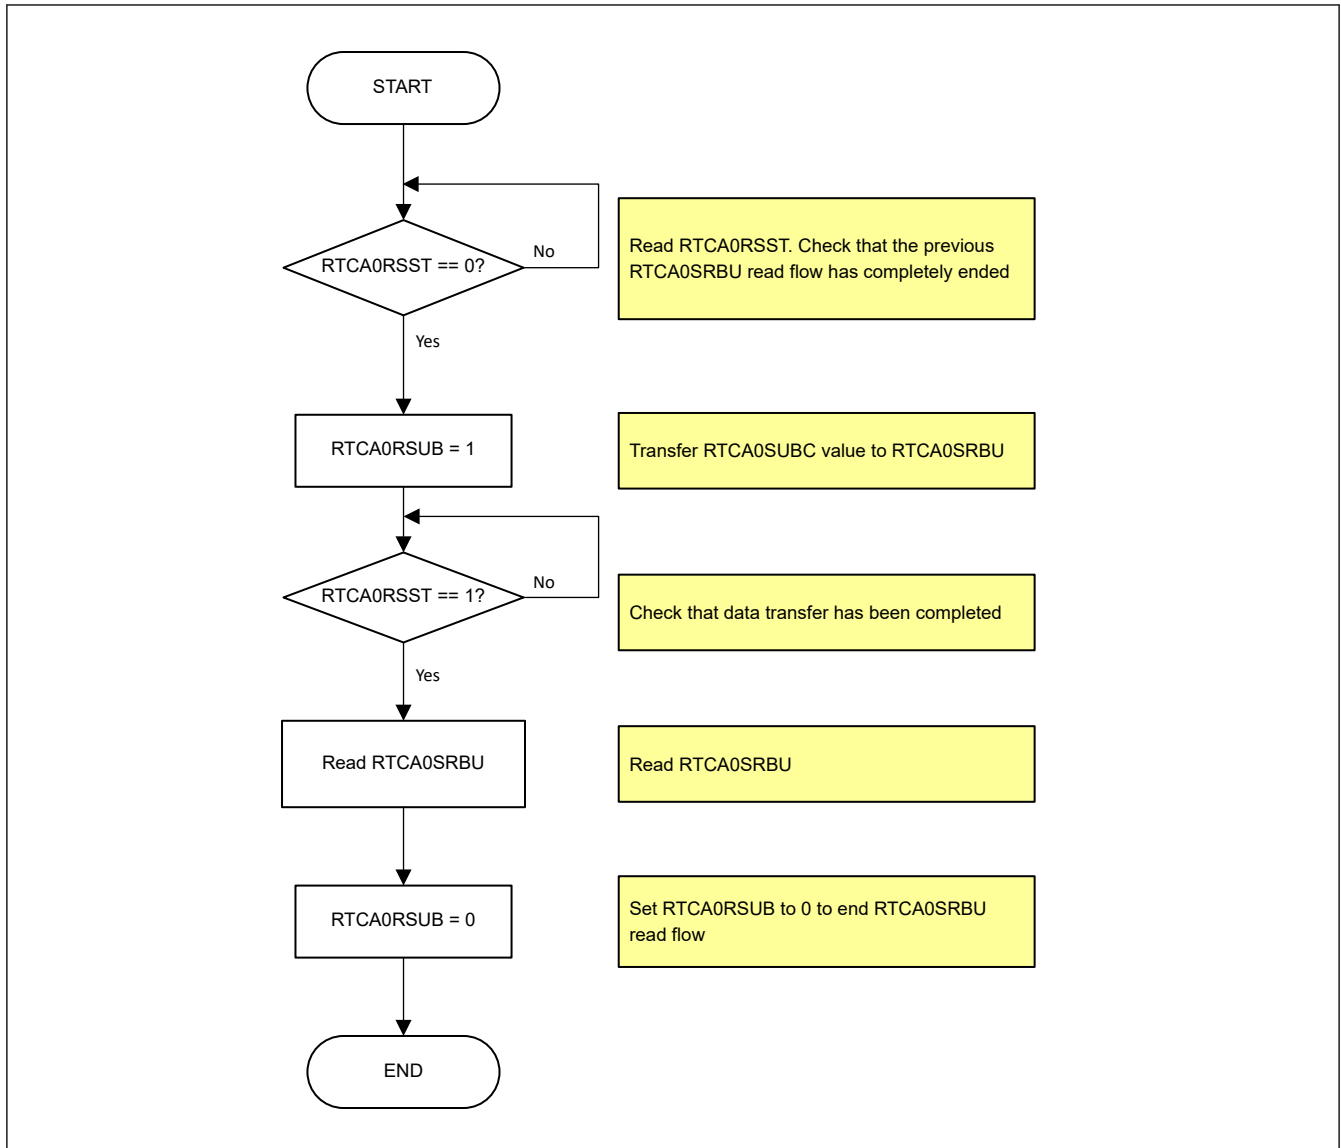 START
RTCA0RSST == 0?
No
Read RTCA0RSST. Check that the previous
RTCA0SRBU read flow has completely ended
Yes
RTCA0RSUB = 1
Transfer RTCA0SUBC value to RTCA0SRBU
RTCA0RSST == 1?
No
Check that data transfer has been completed
Yes
Read RTCA0SRBU
Read RTCA0SRBU
RTCA0RSUB = 0
Set RTCA0RSUB to 0 to end RTCA0SRBU
read flow
END